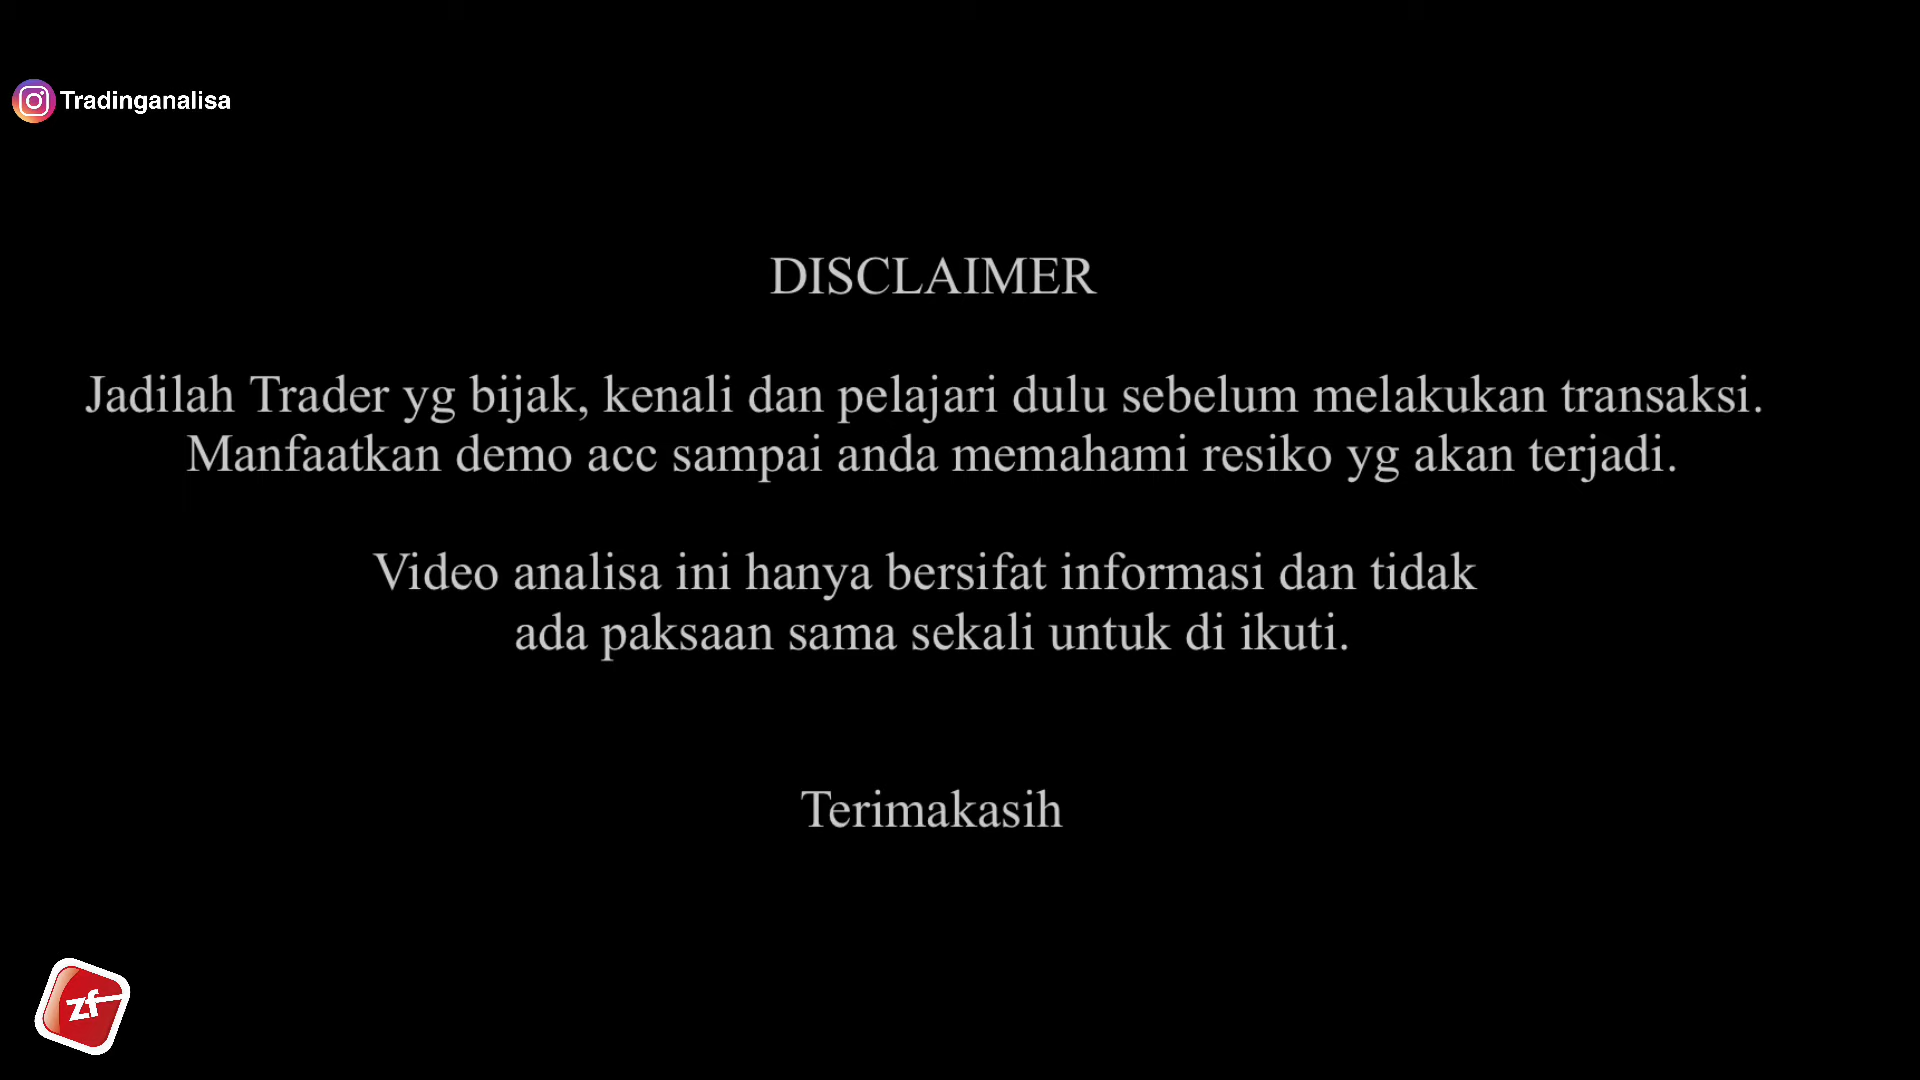 Tradinganalisa
DISCLAIMER
Jadilah Trader yg bijak, kenali dan pelajari dulu sebelum melakukan transaksi.
Manfaatkan demo acc sampai anda memahami resiko yg akan terjadi.
Video analisa ini hanya bersifat informasi dan tidak
ada paksaan sama sekali untuk di ikuti.
Terimakasih
zf